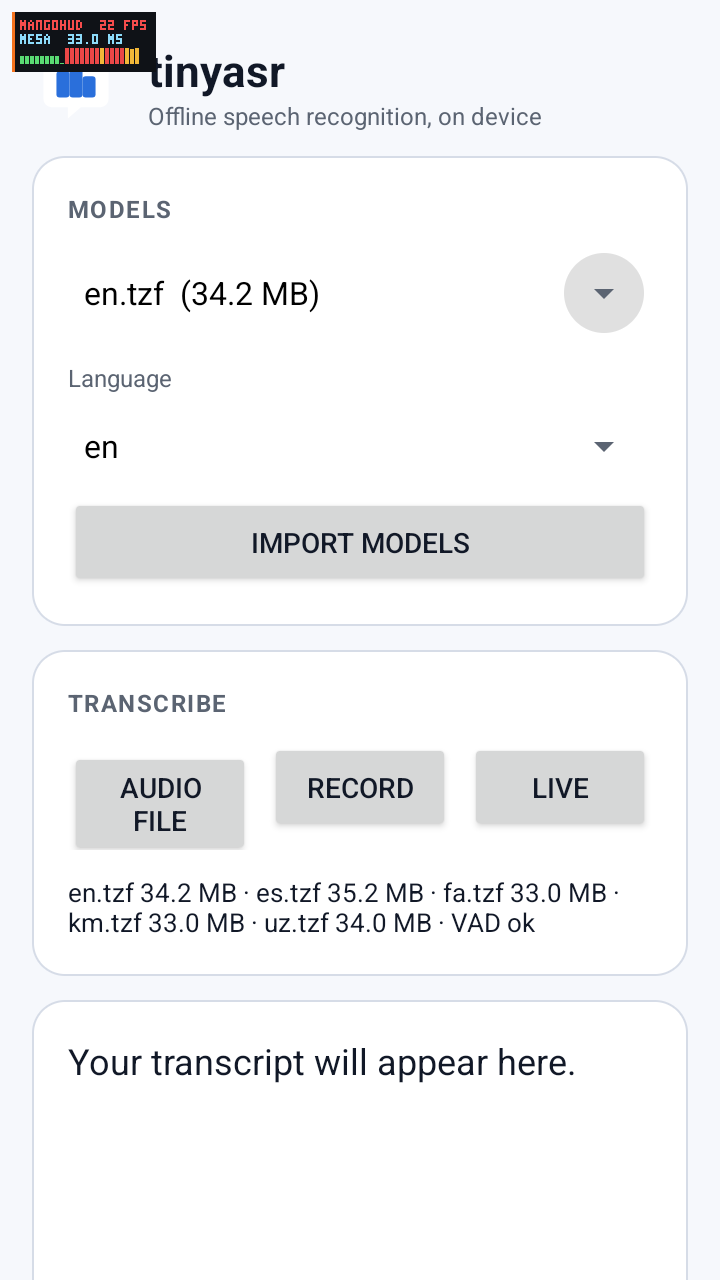 MANGOHUD 22 FPS
MESA 33.0 MS
tinyasr
Offline speech recognition, on device
MODELS
en.tzf (34.2 MB)
Language
en
IMPORT MODELS
TRANSCRIBE
AUDIO
FILE
RECORD
LIVE
en.tzf 34.2 MB · es.tzf 35.2 MB · fa.tzf 33.0 MB ·
km.tzf 33.0 MB · uz.tzf 34.0 MB · VAD ok
Your transcript will appear here.